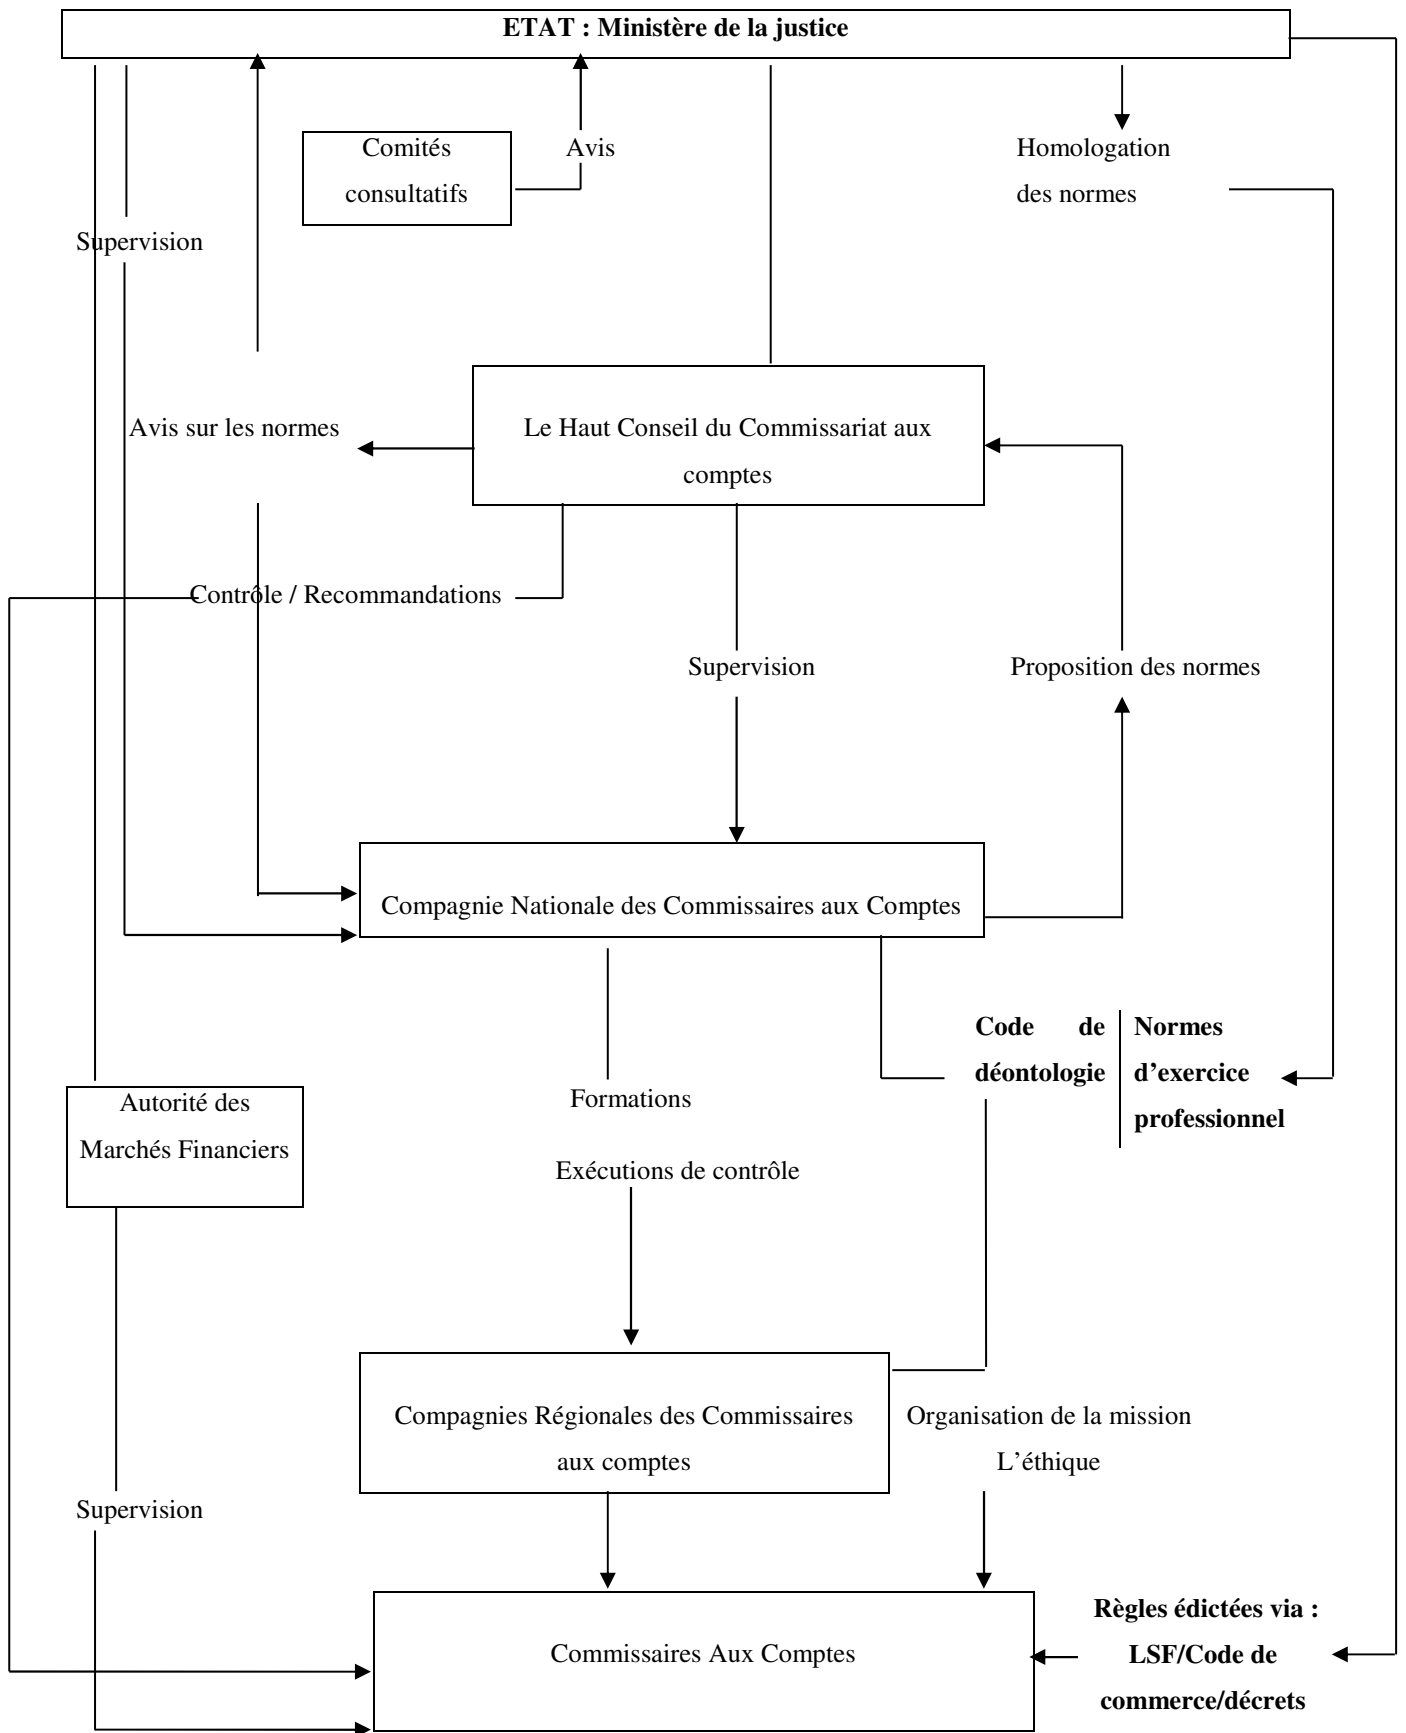 ETAT : Ministère de la justice
Comités
consultatifs
Avis
Homologation
des normes
Supervision
Avis sur les normes
Le Haut Conseil du Commissariat aux
comptes
Contrôle / Recommandations
Supervision
Proposition des normes
Compagnie Nationale des Commissaires aux Comptes
Code de
déontologie
Normes
d’exercice
professionnel
Formations
Exécutions de contrôle
Autorité des
Marchés Financiers
Compagnies Régionales des Commissaires
aux comptes
Organisation de la mission
L’éthique
Supervision
Commissaires Aux Comptes
Règles édictées via :
LSF/Code de
commerce/décrets